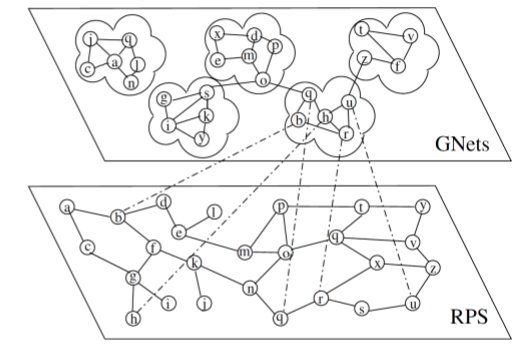 j q x d p t v
c a l n e m o z f
g s k i y q u b h r
GNets
a b d l p t y
c f e m o q v
g k n x z
h i j q r s u
RPS